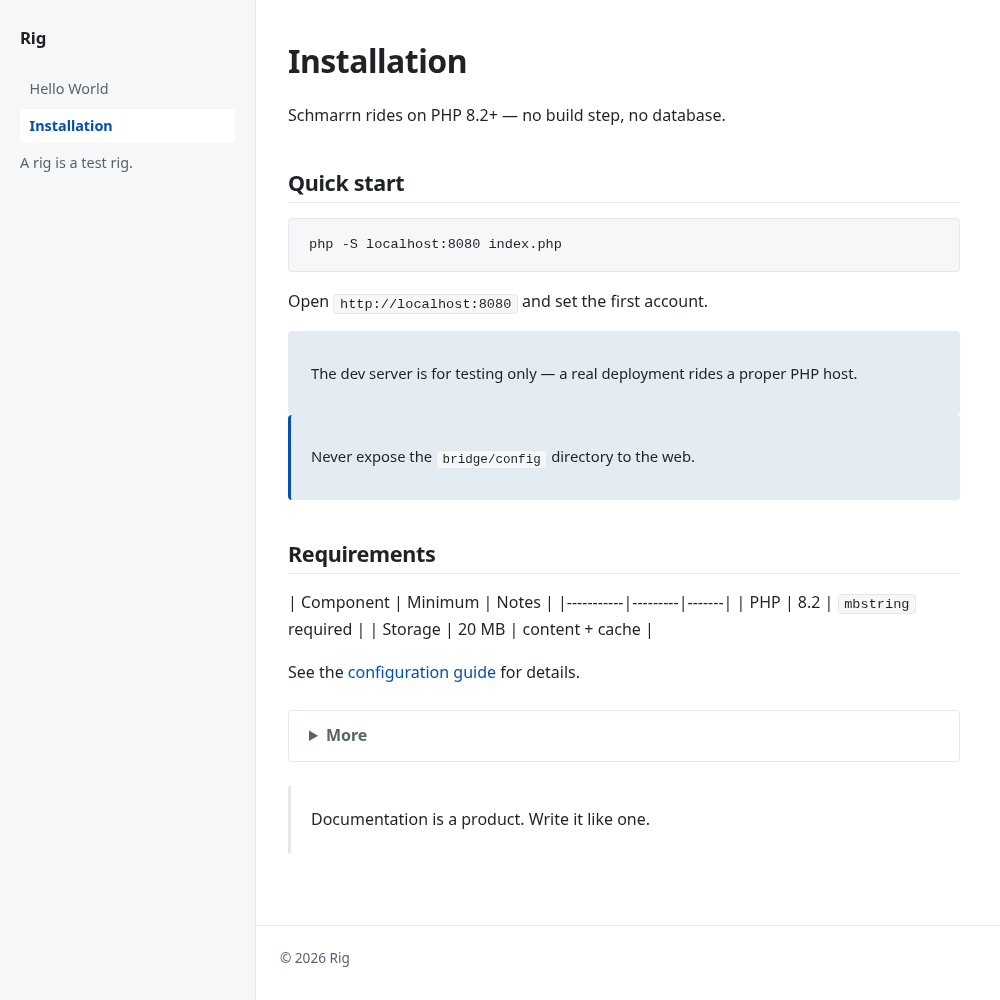 Rig
Hello World
Installation
A rig is a test rig.
Installation
Schmarrn rides on PHP 8.2+ — no build step, no database.
Quick start
php -S localhost:8080 index.php
Open http://localhost:8080 and set the first account.
The dev server is for testing only — a real deployment rides a proper PHP host.
Never expose the bridge/config directory to the web.
Requirements
| Component | Minimum | Notes | |-----------|---------|-------| | PHP | 8.2 | mbstring
required | | Storage | 20 MB | content + cache |
See the configuration guide for details.
More
Documentation is a product. Write it like one.
© 2026 Rig